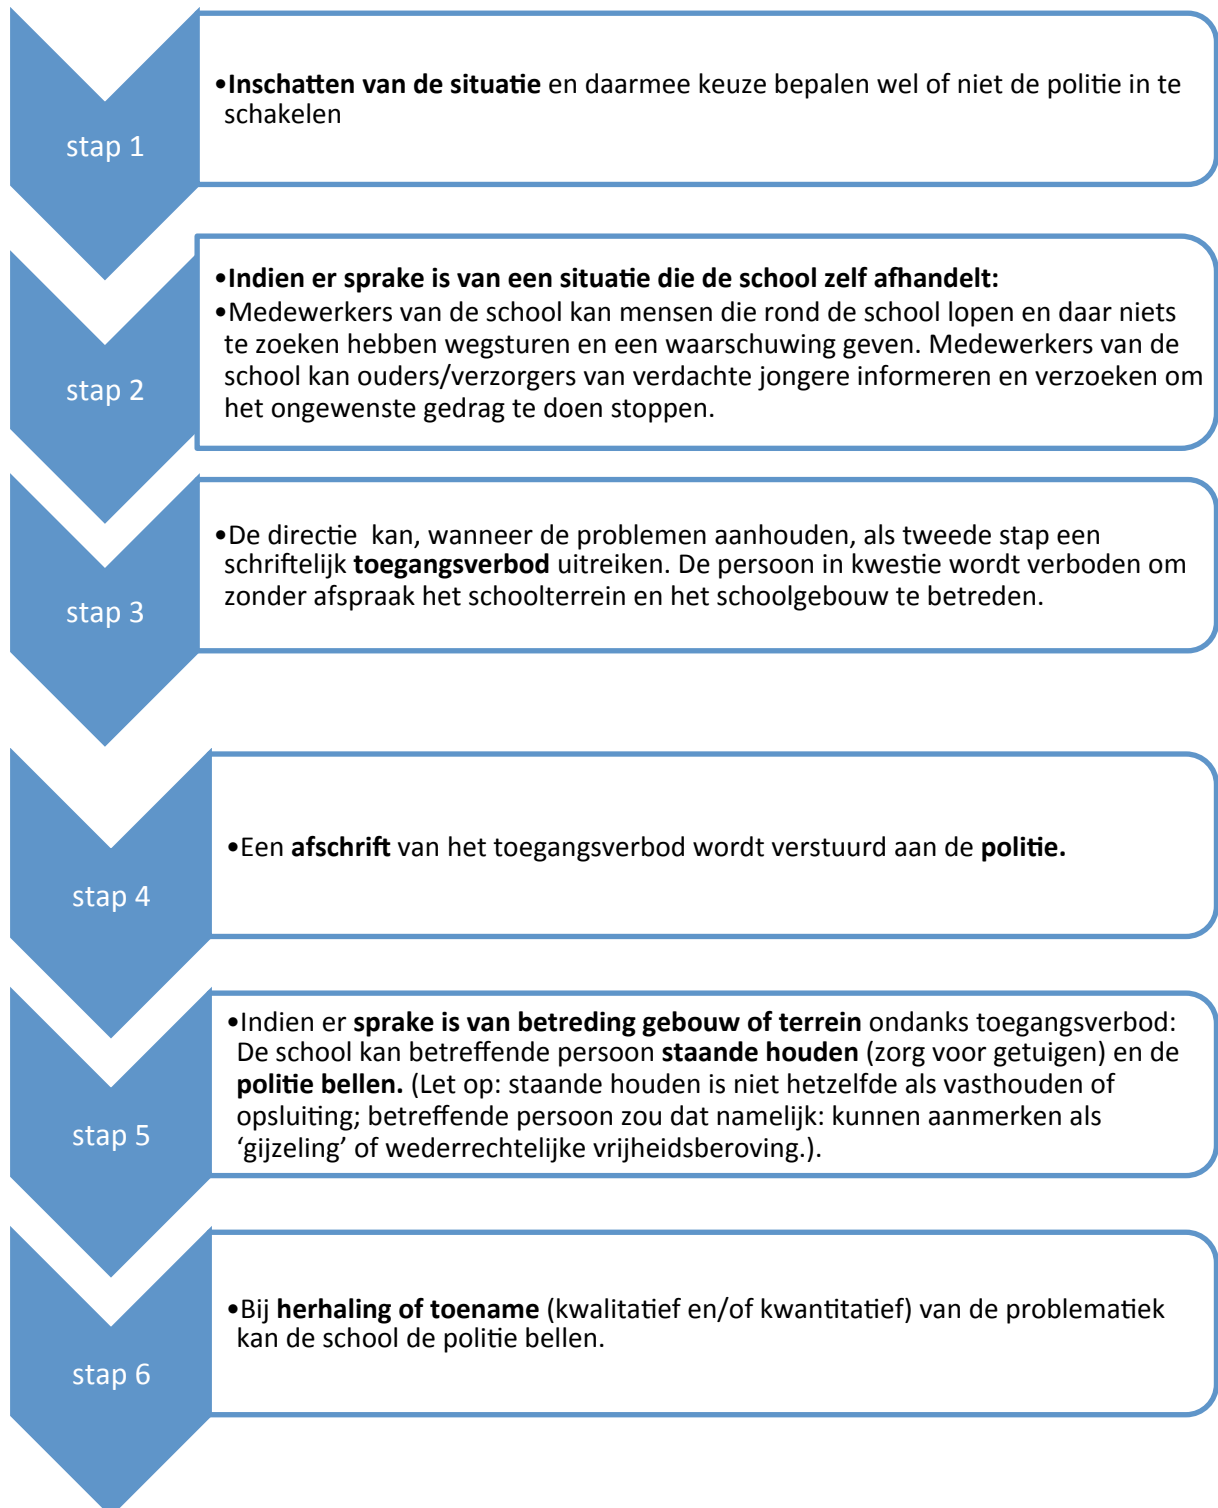 stap 1
•Inschatten van de situatie en daarmee keuze bepalen wel of niet de politie in te
schakelen
stap 2
•Indien er sprake is van een situatie die de school zelf afhandelt:
•Medewerkers van de school kan mensen die rond de school lopen en daar niets
te zoeken hebben wegsturen en een waarschuwing geven. Medewerkers van de
school kan ouders/verzorgers van verdachte jongere informeren en verzoeken om
het ongewenste gedrag te doen stoppen.
stap 3
•De directie  kan, wanneer de problemen aanhouden, als tweede stap een
schriftelijk toegangsverbod uitreiken. De persoon in kwestie wordt verboden om
zonder afspraak het schoolterrein en het schoolgebouw te betreden.
stap 4
•Een afschrift van het toegangsverbod wordt verstuurd aan de politie.
stap 5
•Indien er sprake is van betreding gebouw of terrein ondanks toegangsverbod:
De school kan betreffende persoon staande houden (zorg voor getuigen) en de
politie bellen. (Let op: staande houden is niet hetzelfde als vasthouden of
opsluiting; betreffende persoon zou dat namelijk: kunnen aanmerken als
‘gijzeling’ of wederrechtelijke vrijheidsberoving.).
stap 6
•Bij herhaling of toename (kwalitatief en/of kwantitatief) van de problematiek
kan de school de politie bellen.